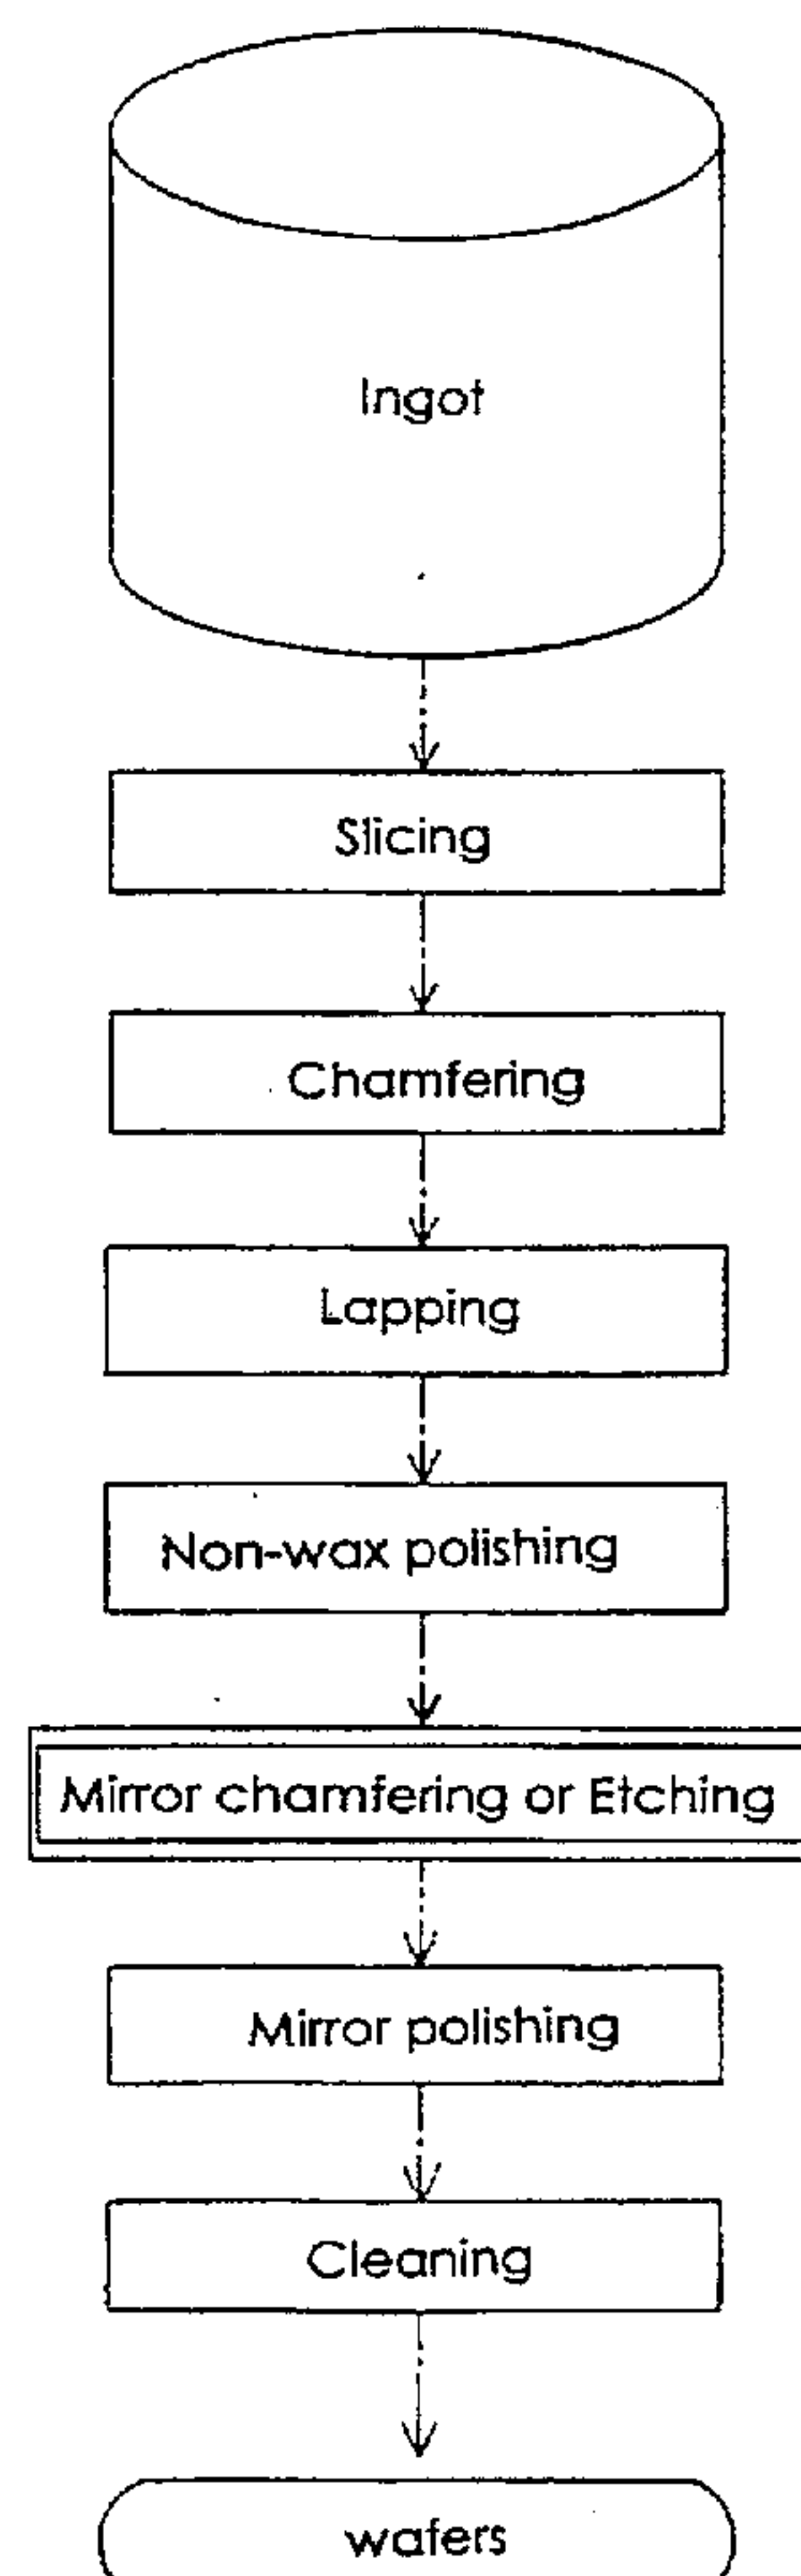 Ingot
Slicing
Chamfering
Lapping
Non-wax polishing
Mirror chamfering or Etching
Mirror polishing
Cleaning
wafers